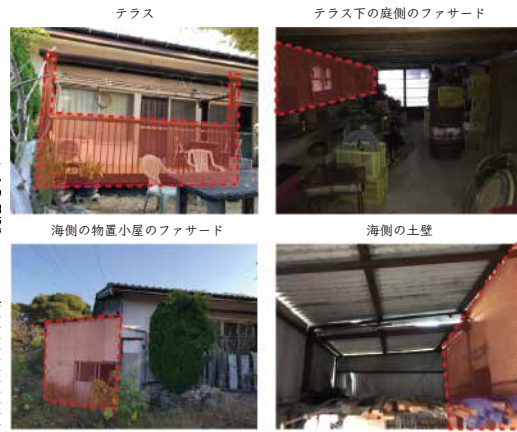 テラス
テラス下の庭側のファサード
海側の物置小屋のファサード
海側の土壁